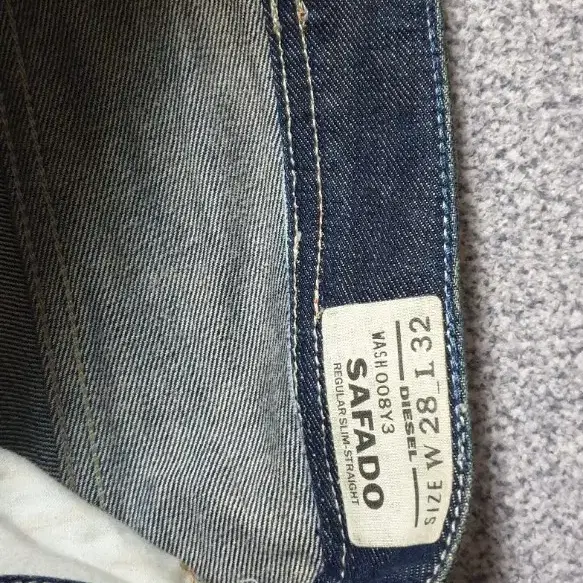 SIZE W 28 I 32
DIESEL
WASH 008Y3
SAFADO
REGULAR SLIM-STRAIGHT